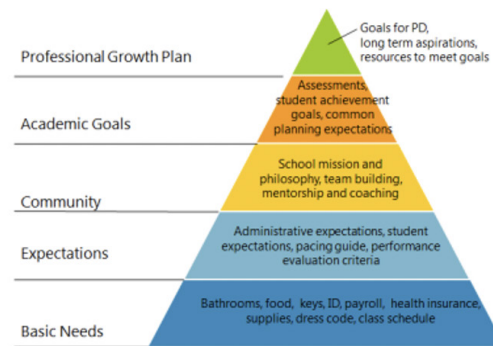 Goals for PD,
long term aspirations,
resources to meet goals
Professional Growth Plan
Assessments,
student achievement
goals, common
planning expectations
Academic Goals
School mission and
philosophy, team building,
mentorship and coaching
Community
Administrative expectations, student
expectations, pacing guide, performance
evaluation criteria
Expectations
Bathrooms, food, keys, ID, payroll, health insurance,
supplies, dress code, class schedule
Basic Needs